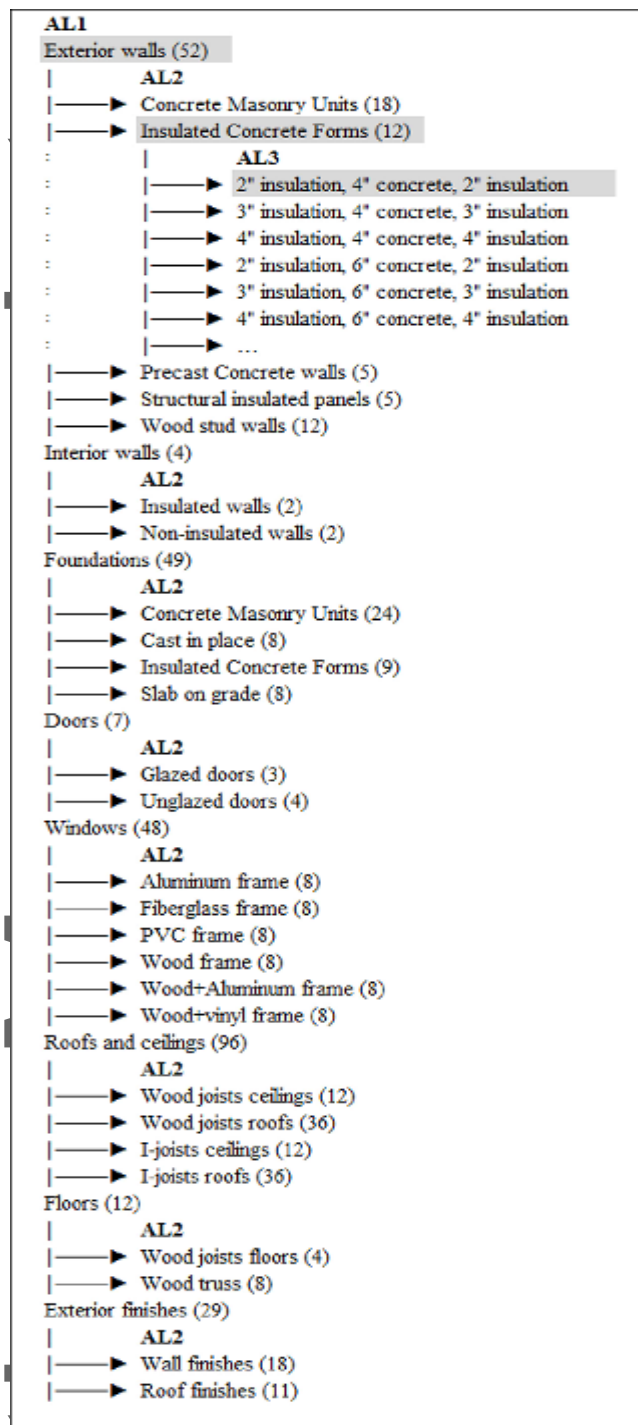 AL1
Exterior walls (52)
AL2
Concrete Masonry Units (18)
Insulated Concrete Forms (12)
AL3
2" insulation, 4" concrete, 2" insulation
3" insulation, 4" concrete, 3" insulation
4" insulation, 4" concrete, 4" insulation
2" insulation, 6" concrete, 2" insulation
3" insulation, 6" concrete, 3" insulation
4" insulation, 6" concrete, 4" insulation
...
Precast Concrete walls (5)
Structural insulated panels (5)
Wood stud walls (12)
Interior walls (4)
AL2
Insulated walls (2)
Non-insulated walls (2)
Foundations (49)
AL2
Concrete Masonry Units (24)
Cast in place (8)
Insulated Concrete Forms (9)
Slab on grade (8)
Doors (7)
AL2
Glazed doors (3)
Unglazed doors (4)
Windows (48)
AL2
Aluminum frame (8)
Fiberglass frame (8)
PVC frame (8)
Wood frame (8)
Wood+Aluminum frame (8)
Wood+vinyl frame (8)
Roofs and ceilings (96)
AL2
Wood joists ceilings (12)
Wood joists roofs (36)
I-joists ceilings (12)
I-joists roofs (36)
Floors (12)
AL2
Wood joists floors (4)
Wood truss (8)
Exterior finishes (29)
AL2
Wall finishes (18)
Roof finishes (11)